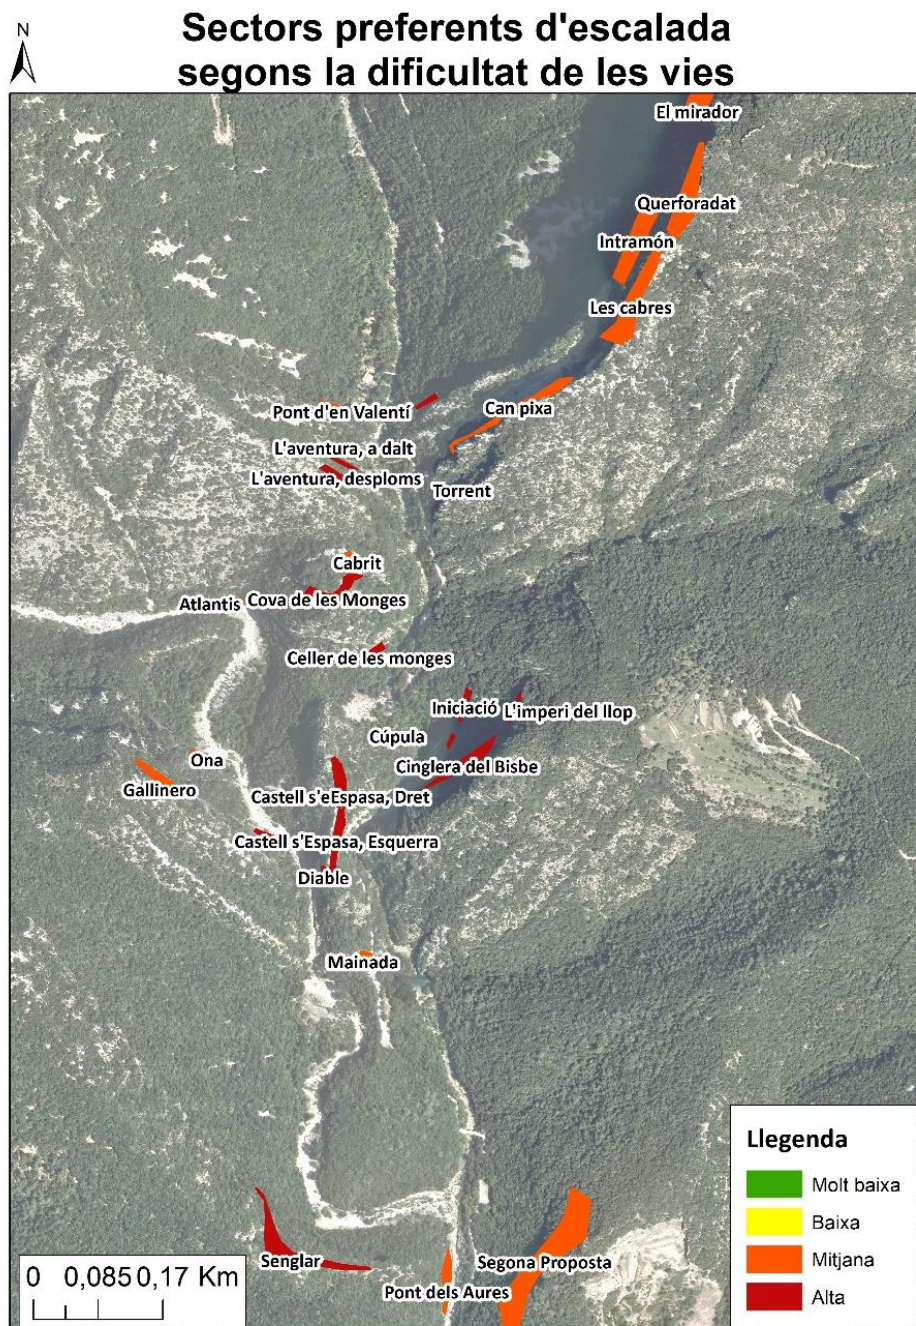 N
Sectors preferents d'escalada
segons la dificultat de les vies
El mirador
Querforadat
Intramón
Les cabres
Pont d'en Valentí
Can pixa
L'aventura, a dalt
L'aventura, desploms
Torrent
Cabrit
Atlantis
Cova de les Monges
Celler de les monges
Iniciació
L'imperi del llop
Cúpula
Ona
Cinglera del Bisbe
Gallinero
Castell s'eEspasa, Dret
Castell s'Espasa, Esquerra
Diable
Mainada
Senglar
Segona Proposta
Pont dels Aures
Llegenda
Molt baixa
Baixa
Mitjana
Alta
0 0,085 0,17 Km